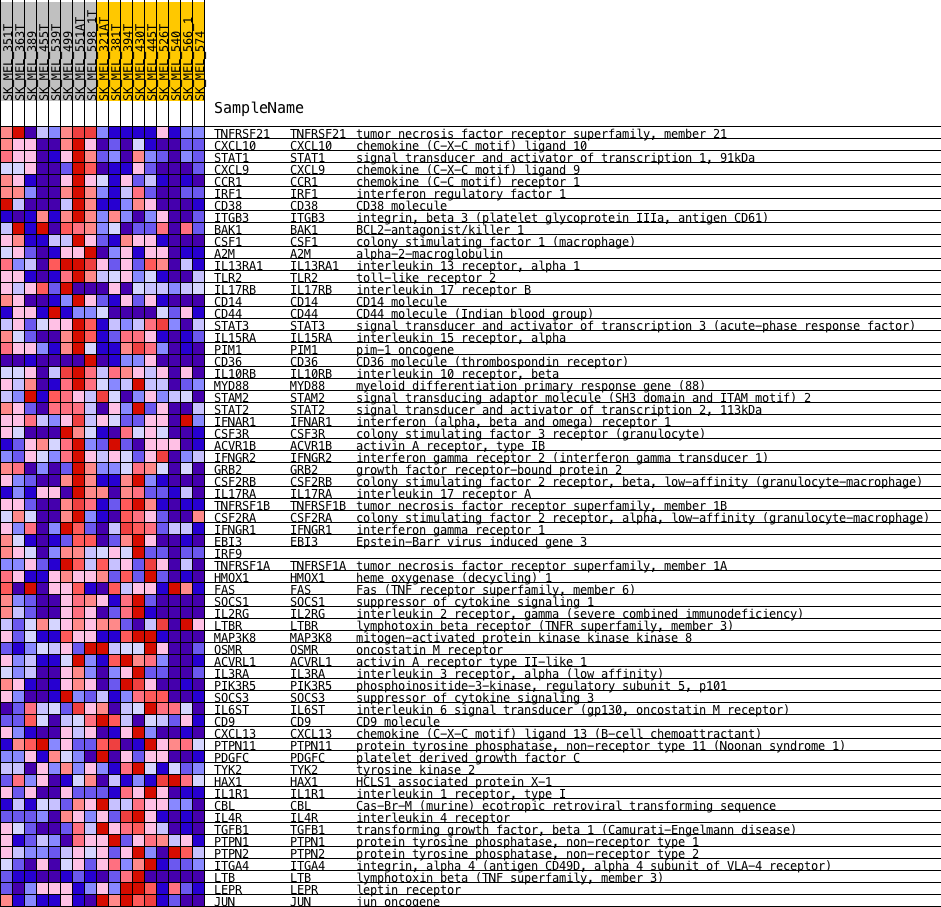 SK_MEL_351T
SK_MEL_363T
SK_MEL_389
SK_MEL_455T
SK_MEL_539T
SK_MEL_499
SK_MEL_551AT
SK_MEL_598_1T
SK_MEL_321AT
SK_MEL_381T
SK_MEL_394T
SK_MEL_430T
SK_MEL_445T
SK_MEL_526T
SK_MEL_540
SK_MEL_566_1
SK_MEL_574
SampleName
TNFRSF21 TNFRSF21 tumor necrosis factor receptor superfamily, member 21
CXCL10 CXCL10 chemokine (C-X-C motif) ligand 10
STAT1 STAT1 signal transducer and activator of transcription 1, 91kDa
CXCL9 CXCL9 chemokine (C-X-C motif) ligand 9
CCR1 CCR1 chemokine (C-C motif) receptor 1
IRF1 IRF1 interferon regulatory factor 1
CD38 CD38 CD38 molecule
ITGB3 ITGB3 integrin, beta 3 (platelet glycoprotein IIIa, antigen CD61)
BAK1 BAK1 BCL2-antagonist/killer 1
CSF1 CSF1 colony stimulating factor 1 (macrophage)
A2M A2M alpha-2-macroglobulin
IL13RA1 IL13RA1 interleukin 13 receptor, alpha 1
TLR2 TLR2 toll-like receptor 2
IL17RB IL17RB interleukin 17 receptor B
CD14 CD14 CD14 molecule
CD44 CD44 CD44 molecule (Indian blood group)
STAT3 STAT3 signal transducer and activator of transcription 3 (acute-phase response factor)
IL15RA IL15RA interleukin 15 receptor, alpha
PIM1 PIM1 pim-1 oncogene
CD36 CD36 CD36 molecule (thrombospondin receptor)
IL10RB IL10RB interleukin 10 receptor, beta
MYD88 MYD88 myeloid differentiation primary response gene (88)
STAM2 STAM2 signal transducing adaptor molecule (SH3 domain and ITAM motif) 2
STAT2 STAT2 signal transducer and activator of transcription 2, 113kDa
IFNAR1 IFNAR1 interferon (alpha, beta and omega) receptor 1
CSF3R CSF3R colony stimulating factor 3 receptor (granulocyte)
ACVR1B ACVR1B activin A receptor, type IB
IFNGR2 IFNGR2 interferon gamma receptor 2 (interferon gamma transducer 1)
GRB2 GRB2 growth factor receptor-bound protein 2
CSF2RB CSF2RB colony stimulating factor 2 receptor, beta, low-affinity (granulocyte-macrophage)
IL17RA IL17RA interleukin 17 receptor A
TNFRSF1B TNFRSF1B tumor necrosis factor receptor superfamily, member 1B
CSF2RA CSF2RA colony stimulating factor 2 receptor, alpha, low-affinity (granulocyte-macrophage)
IFNGR1 IFNGR1 interferon gamma receptor 1
EBI3 EBI3 Epstein-Barr virus induced gene 3
IRF9
TNFRSF1A TNFRSF1A tumor necrosis factor receptor superfamily, member 1A
HMOX1 HMOX1 heme oxygenase (decycling) 1
FAS FAS Fas (TNF receptor superfamily, member 6)
SOCS1 SOCS1 suppressor of cytokine signaling 1
IL2RG IL2RG interleukin 2 receptor, gamma (severe combined immunodeficiency)
LTBR LTBR lymphotoxin beta receptor (TNFR superfamily, member 3)
MAP3K8 MAP3K8 mitogen-activated protein kinase kinase kinase 8
OSMR OSMR oncostatin M receptor
ACVRL1 ACVRL1 activin A receptor type II-like 1
IL3RA IL3RA interleukin 3 receptor, alpha (low affinity)
PIK3R5 PIK3R5 phosphoinositide-3-kinase, regulatory subunit 5, p101
SOCS3 SOCS3 suppressor of cytokine signaling 3
IL6ST IL6ST interleukin 6 signal transducer (gp130, oncostatin M receptor)
CD9 CD9 CD9 molecule
CXCL13 CXCL13 chemokine (C-X-C motif) ligand 13 (B-cell chemoattractant)
PTPN11 PTPN11 protein tyrosine phosphatase, non-receptor type 11 (Noonan syndrome 1)
PDGFC PDGFC platelet derived growth factor C
TYK2 TYK2 tyrosine kinase 2
HAX1 HAX1 HCLS1 associated protein X-1
IL1R1 IL1R1 interleukin 1 receptor, type I
CBL CBL Cas-Br-M (murine) ecotropic retroviral transforming sequence
IL4R IL4R interleukin 4 receptor
TGFB1 TGFB1 transforming growth factor, beta 1 (Camurati-Engelmann disease)
PTPN1 PTPN1 protein tyrosine phosphatase, non-receptor type 1
PTPN2 PTPN2 protein tyrosine phosphatase, non-receptor type 2
ITGA4 ITGA4 integrin, alpha 4 (antigen CD49D, alpha 4 subunit of VLA-4 receptor)
LTB LTB lymphotoxin beta (TNF superfamily, member 3)
LEPR LEPR leptin receptor
JUN JUN jun oncogene